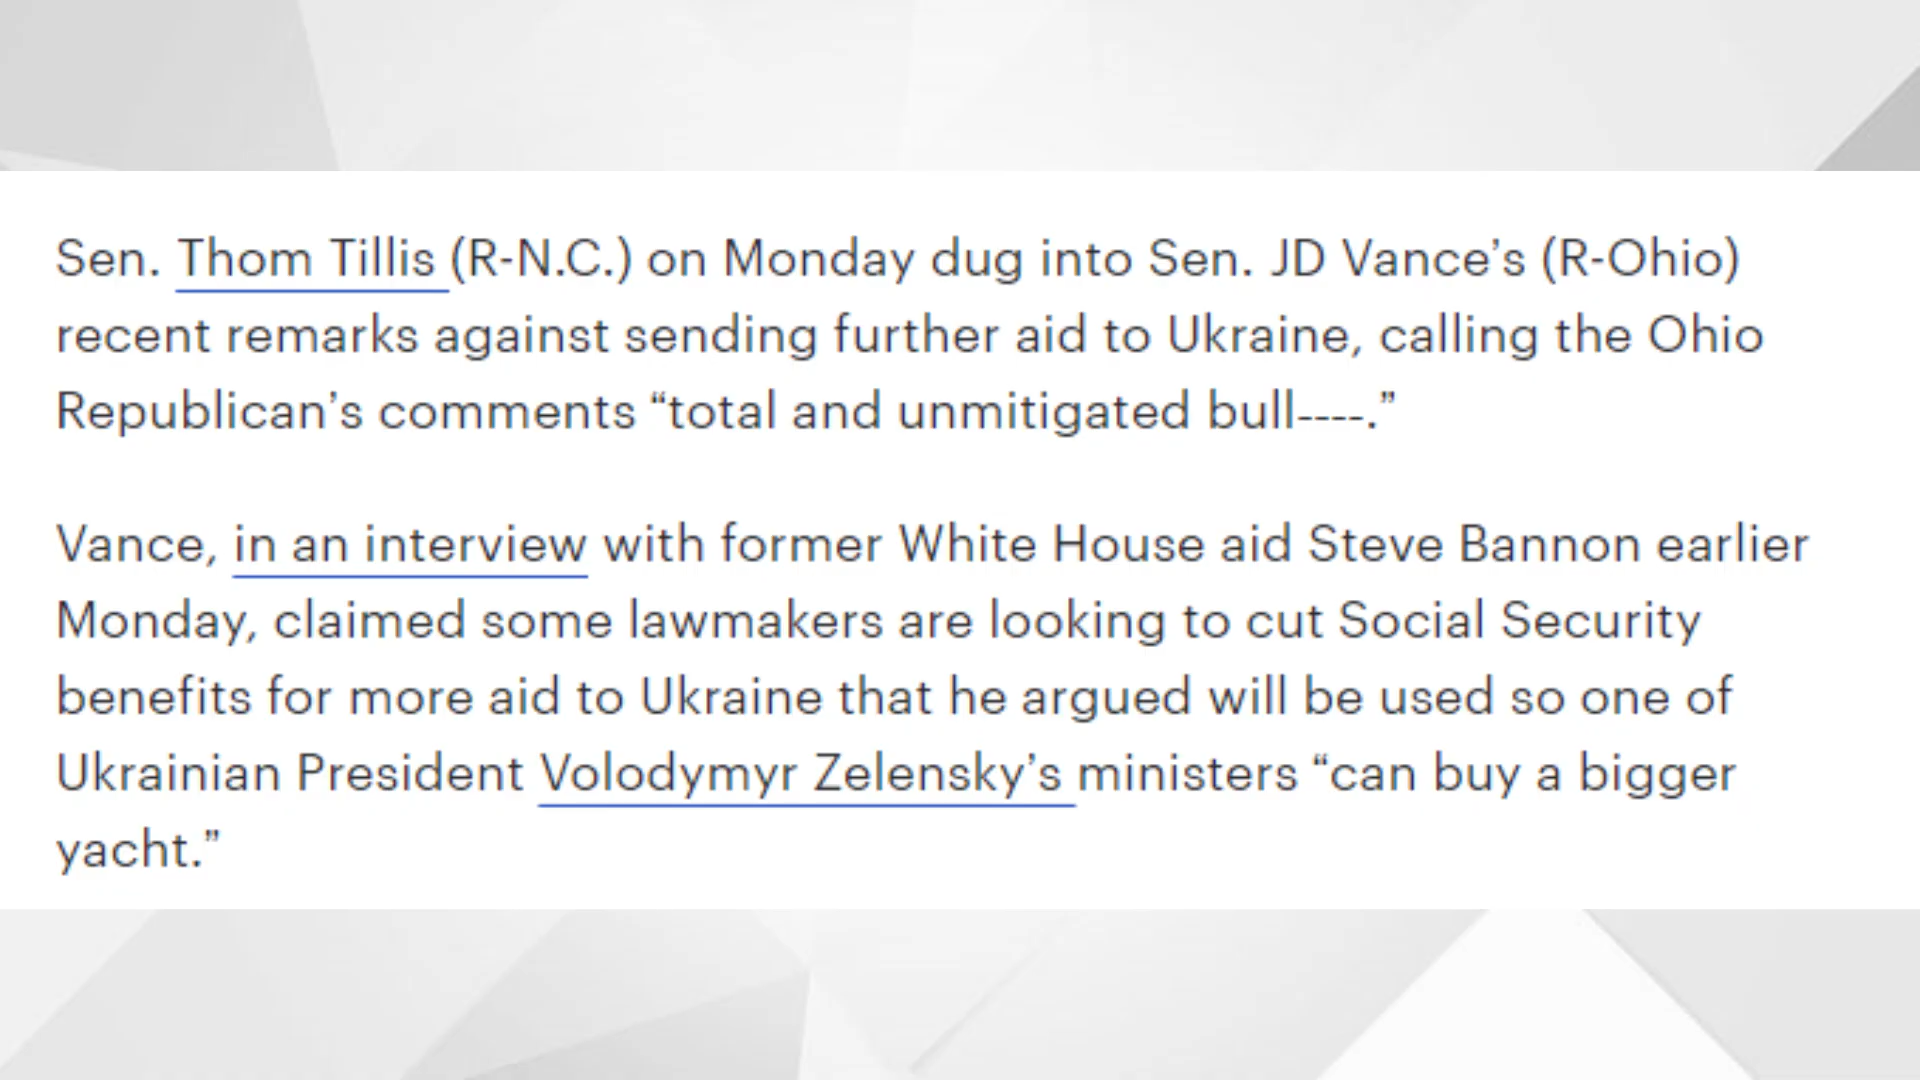 Sen. Thom Tillis (R-N.C.) on Monday dug into Sen. JD Vance’s (R-Ohio)
recent remarks against sending further aid to Ukraine, calling the Ohio
Republican’s comments “total and unmitigated bull----.”
Vance, in an interview with former White House aid Steve Bannon earlier
Monday, claimed some lawmakers are looking to cut Social Security
benefits for more aid to Ukraine that he argued will be used so one of
Ukrainian President Volodymyr Zelensky’s ministers “can buy a bigger
yacht.”